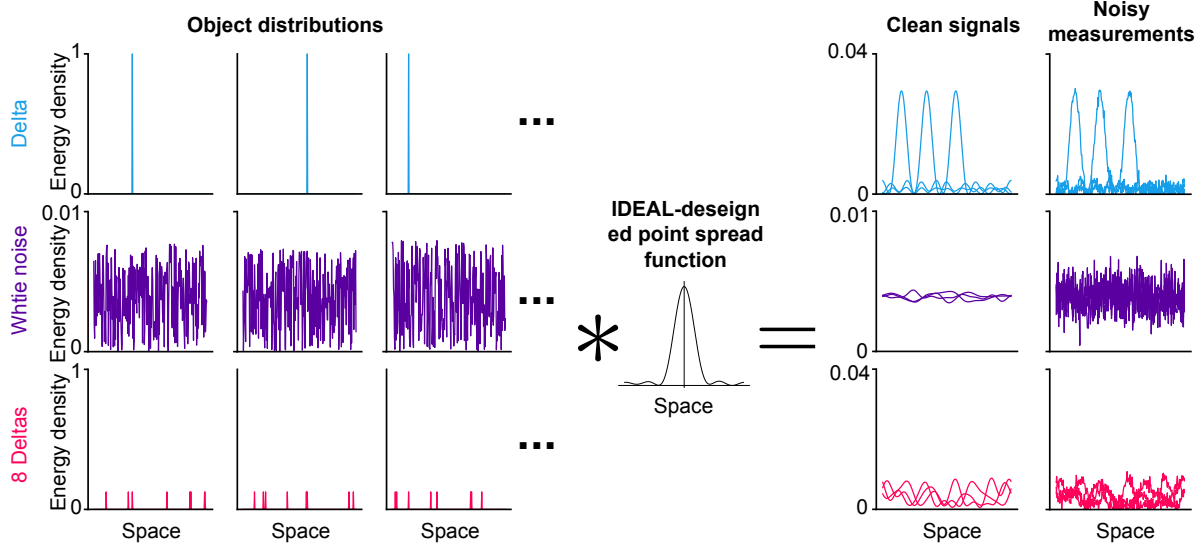 Object distributions
Clean signals
Noisy
measurements
Delta
Energy density
1
0
0.04
0
IDEAL-deseign
ed point spread
function
Space
Whtie noise
Energy density
0.01
0
0.01
0
8 Deltas
Energy density
1
0
0.04
0
...
...
...
*
=
Space
Space
Space
Space
Space